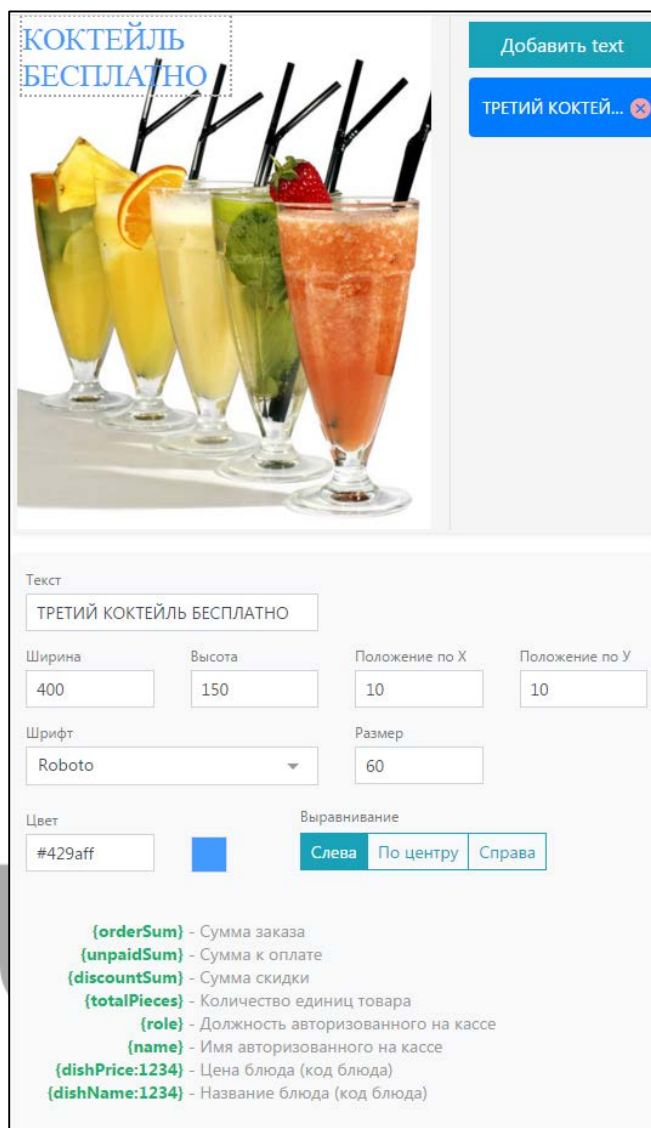 КОКТЕЙЛЬ
БЕСПЛАТНО
Добавить text
ТРЕТИЙ КОКТЕЙ...
Текст
ТРЕТИЙ КОКТЕЙЛЬ БЕСПЛАТНО
Ширина Высота Положение по X Положение по У
400 150 10 10
Шрифт Размер
Roboto 60
Цвет Выравнивание
#429aff Слева По центру Справа
{orderSum} - Сумма заказа
{unpaidSum} - Сумма к оплате
{discountSum} - Сумма скидки
{totalPieces} - Количество единиц товара
{role} - Должность авторизованного на кассе
{name} - Имя авторизованного на кассе
{dishPrice:1234} - Цена блюда (код блюда)
{dishName:1234} - Название блюда (код блюда)